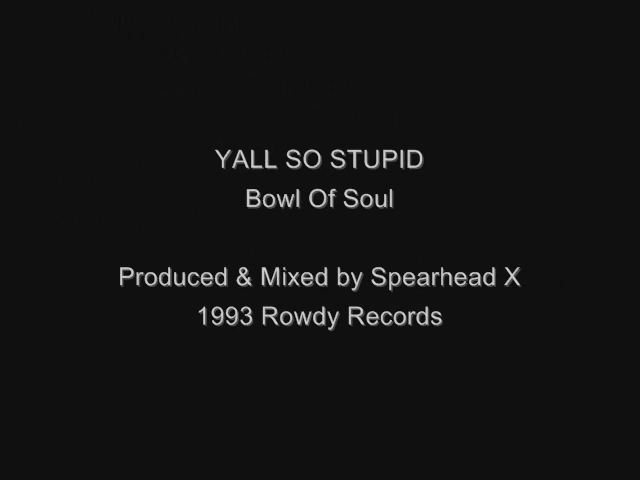 YALL SO STUPID
Bowl Of Soul
Produced & Mixed by Spearhead X
1993 Rowdy Records